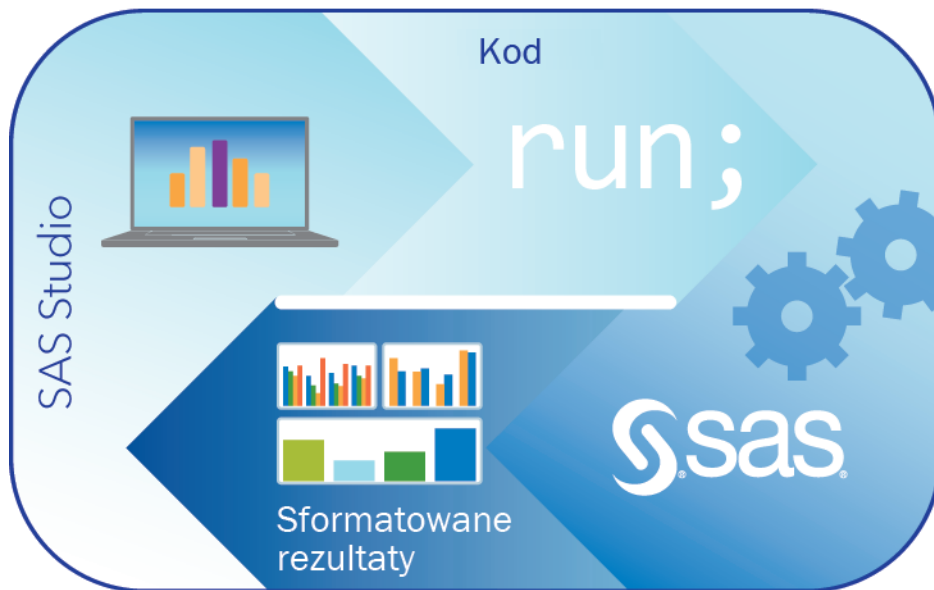 SAS Studio
Kod
run;
sas
Sformatowane
rezultaty